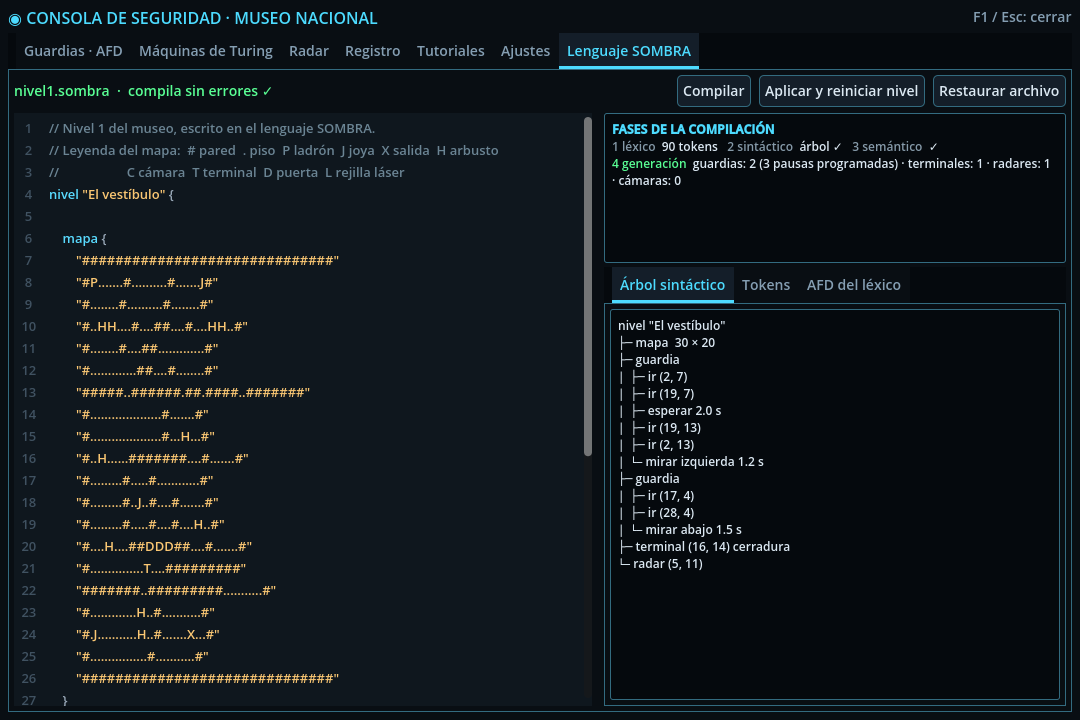 ◉ CONSOLA DE SEGURIDAD · MUSEO NACIONAL
F1 / Esc: cerrar
Guardias · AFD
Máquinas de Turing
Radar
Registro
Tutoriales
Ajustes
Lenguaje SOMBRA
nivel1.sombra · compila sin errores ✓
Compilar
Aplicar y reiniciar nivel
Restaurar archivo
1 // Nivel 1 del museo, escrito en el lenguaje SOMBRA.
2 // Leyenda del mapa: # pared . piso P ladrón J joya X salida H arbusto
3 // C cámara T terminal D puerta L rejilla láser
4 nivel "El vestíbulo" {
5
6 mapa {
7 "##############################"
8 "#P.......#..........#.......J#"
9 "#........#..........#........#"
10 "#..HH....#....##....#....HH..#"
11 "#........#....##.............#"
12 "#.............##....#........#"
13 "#####..######.##.####..#######"
14 "#....................#.......#"
15 "#....................#...H...#"
16 "#..H......#######....#.......#"
17 "#.........#.....#............#"
18 "#.........#..J..#....#.......#"
19 "#.........#.....#....#....H..#"
20 "#....H....##DDD##....#.......#"
21 "#...............T....#########"
22 "#######..#########...........#"
23 "#.............H..#...........#"
24 "#.J...........H..#.......X...#"
25 "#................#...........#"
26 "##############################"
27 }
FASES DE LA COMPILACIÓN
1 léxico 90 tokens 2 sintáctico árbol ✓ 3 semántico ✓
4 generación guardias: 2 (3 pausas programadas) · terminales: 1 · radares: 1
· cámaras: 0
Árbol sintáctico
Tokens
AFD del léxico
nivel "El vestíbulo"
├─ mapa 30 × 20
├─ guardia
│ ├─ ir (2, 7)
│ ├─ ir (19, 7)
│ ├─ esperar 2.0 s
│ ├─ ir (19, 13)
│ ├─ ir (2, 13)
│ └─ mirar izquierda 1.2 s
├─ guardia
│ ├─ ir (17, 4)
│ ├─ ir (28, 4)
│ └─ mirar abajo 1.5 s
├─ terminal (16, 14) cerradura
└─ radar (5, 11)